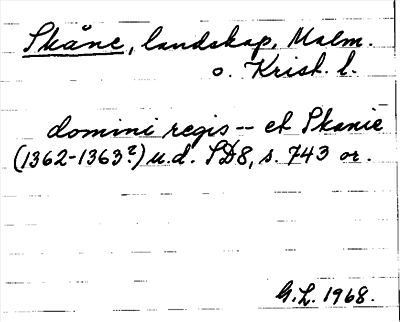 Skåne, landskap, Malm.
o. Krist. l.
domini regis -- et Skanie
(1362-1363?) u.d. SD8, s. 743 or.
G.L. 1968.